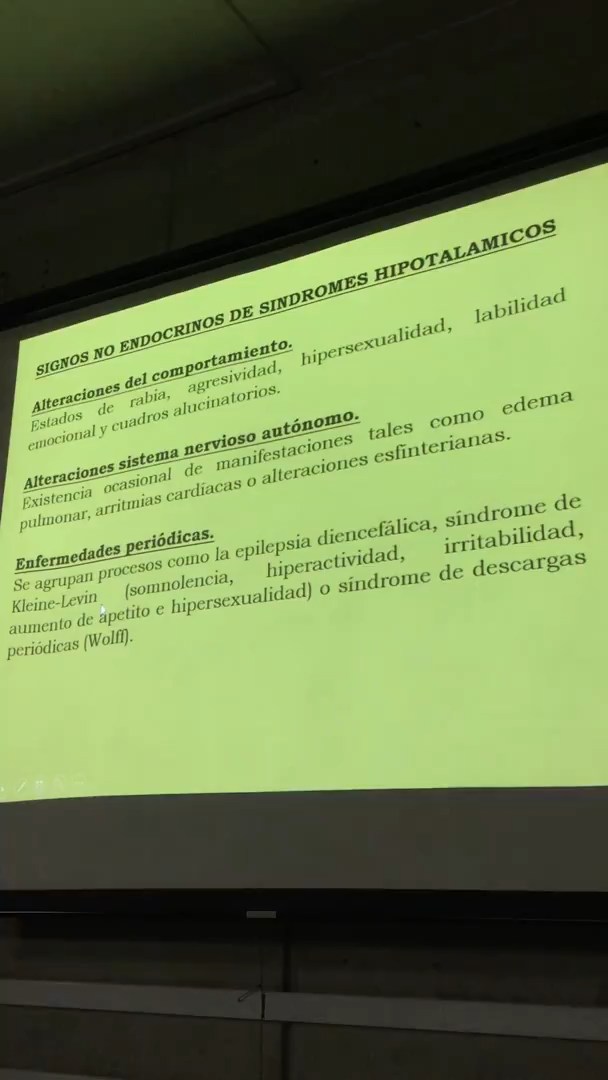 SIGNOS NO ENDOCRINOS DE SINDROMES HIPOTALAMICOS
Alteraciones del comportamiento.
Estados de rabia, agresividad, hipersexualidad, labilidad
emocional y cuadros alucinatorios.
Alteraciones sistema nervioso autónomo.
Existencia ocasional de manifestaciones tales como edema
pulmonar, arritmias cardíacas o alteraciones esfinterianas.
Enfermedades periódicas.
Se agrupan procesos como la epilepsia diencefálica, síndrome de
Kleine-Levin (somnolencia, hiperactividad, irritabilidad,
aumento de apetito e hipersexualidad) o síndrome de descargas
periódicas (Wolff).